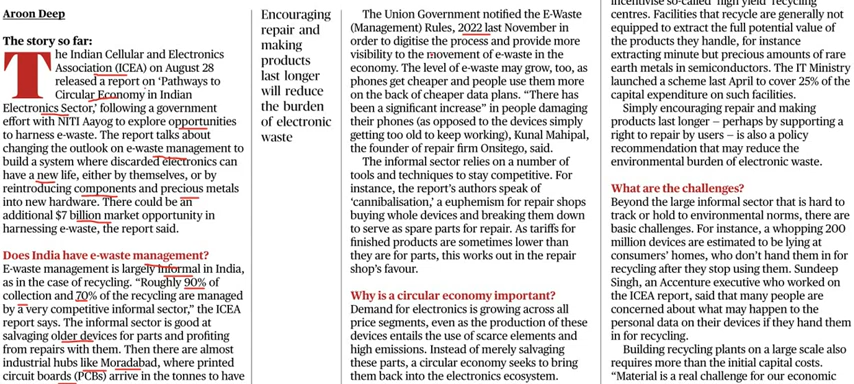 Aroon Deep
The story so far:
The Indian Cellular and Electronics
Association (ICEA) on August 28
released a report on ‘Pathways to
Circular Economy in Indian
Electronics Sector,’ following a government
effort with NITI Aayog to explore opportunities
to harness e-waste. The report talks about
changing the outlook on e-waste management to
build a system where discarded electronics can
have a new life, either by themselves, or by
reintroducing components and precious metals
into new hardware. There could be an
additional $7 billion market opportunity in
harnessing e-waste, the report said.
Does India have e-waste management?
E-waste management is largely informal in India,
as in the case of recycling. “Roughly 90% of
collection and 70% of the recycling are managed
by a very competitive informal sector,” the ICEA
report says. The informal sector is good at
salvaging older devices for parts and profiting
from repairs with them. Then there are almost
industrial hubs like Moradabad, where printed
circuit boards (PCBs) arrive in the tonnes to have
Encouraging
repair and
making
products
last longer
will reduce
the burden
of electronic
waste
The Union Government notified the E-Waste
(Management) Rules, 2022 last November in
order to digitise the process and provide more
visibility to the movement of e-waste in the
economy. The level of e-waste may grow, too, as
phones get cheaper and people use them more
on the back of cheaper data plans. “There has
been a significant increase” in people damaging
their phones (as opposed to the devices simply
getting too old to keep working), Kunal Mahipal,
the founder of repair firm Onsitego, said.
The informal sector relies on a number of
tools and techniques to stay competitive. For
instance, the report’s authors speak of
‘cannibalisation,’ a euphemism for repair shops
buying whole devices and breaking them down
to serve as spare parts for repair. As tariffs for
finished products are sometimes lower than
they are for parts, this works out in the repair
shop’s favour.
Why is a circular economy important?
Demand for electronics is growing across all
price segments, even as the production of these
devices entails the use of scarce elements and
high emissions. Instead of merely salvaging
these parts, a circular economy seeks to bring
them back into the electronics ecosystem.
incentivise so-called ‘high yield’ recycling
centres. Facilities that recycle are generally not
equipped to extract the full potential value of
the products they handle, for instance
extracting minute but precious amounts of rare
earth metals in semiconductors. The IT Ministry
launched a scheme last April to cover 25% of the
capital expenditure on such facilities.
Simply encouraging repair and making
products last longer — perhaps by supporting a
right to repair by users — is also a policy
recommendation that may reduce the
environmental burden of electronic waste.
What are the challenges?
Beyond the large informal sector that is hard to
track or hold to environmental norms, there are
basic challenges. For instance, a whopping 200
million devices are estimated to be lying at
consumers’ homes, who don’t hand them in for
recycling after they stop using them. Sundeep
Singh, an Accenture executive who worked on
the ICEA report, said that many people are
concerned about what may happen to the
personal data on their devices if they hand them
in for recycling.
Building recycling plants on a large scale also
requires more than the initial capital costs.
“Material is a real challenge for our economic